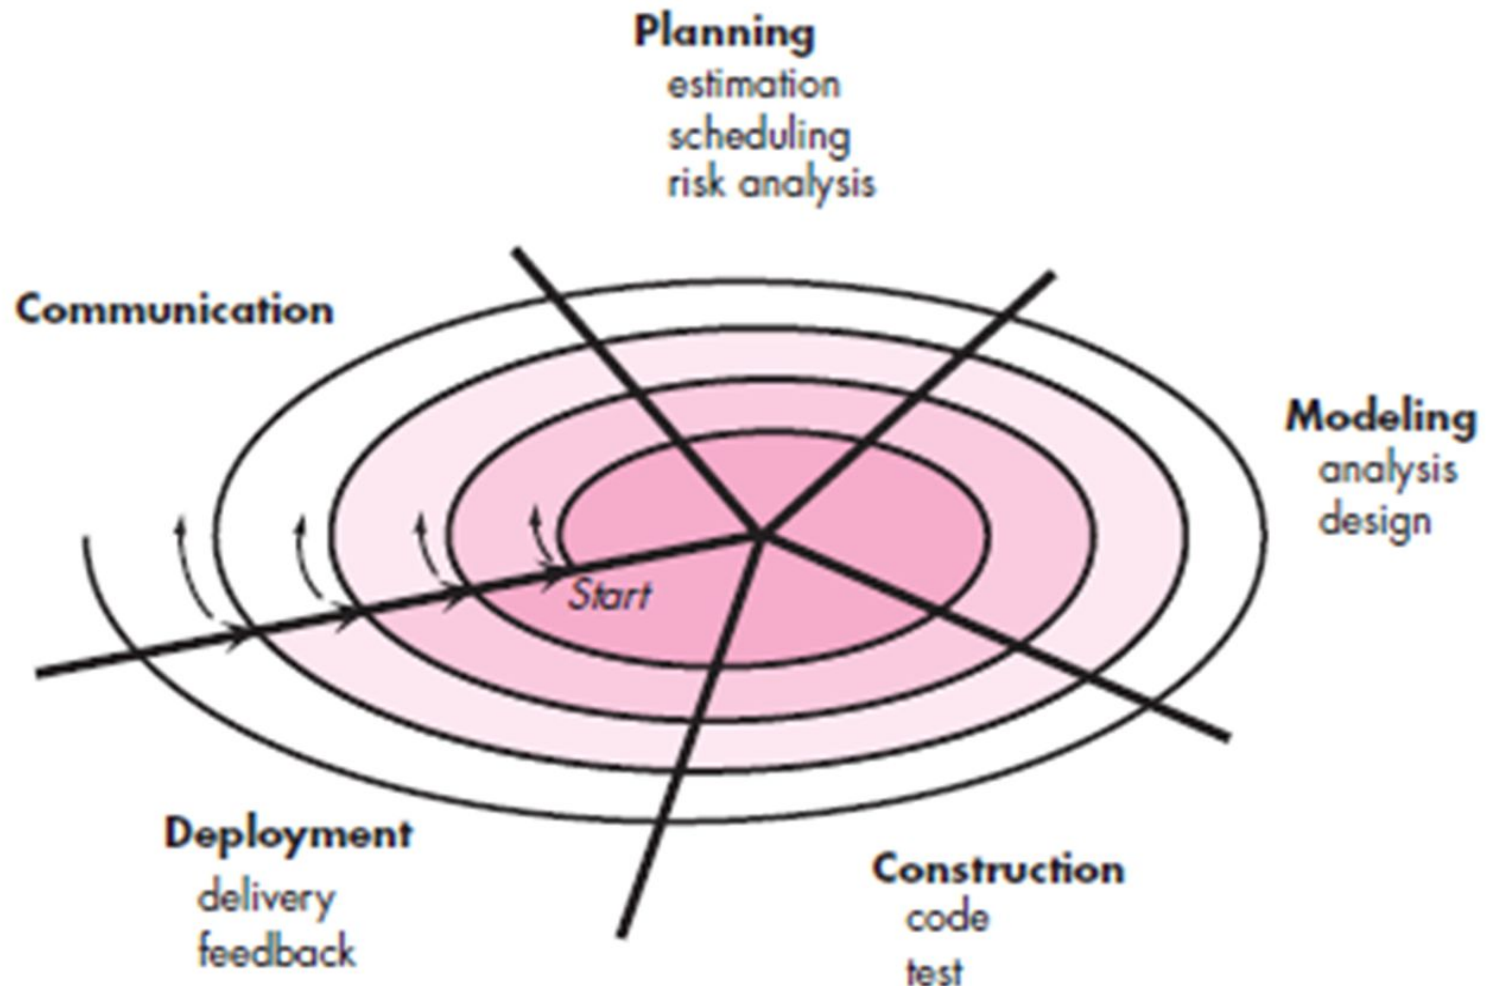 Planning
estimation
scheduling
risk analysis
Communication
Modeling
analysis
design
Start
Deployment
delivery
feedback
Construction
code
test